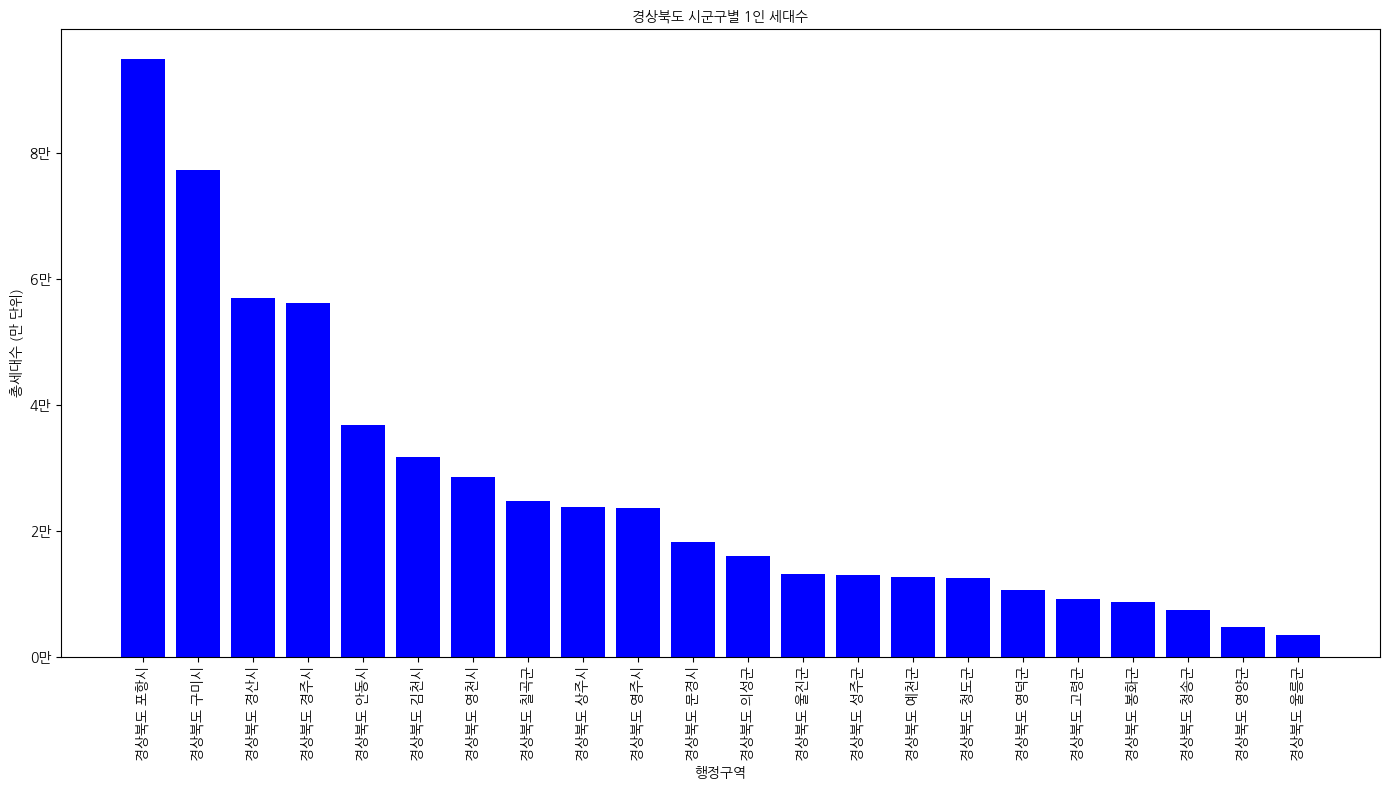 경상북도 시군구별 1인 세대수
총세대수 (만 단위)
8만
6만
4만
2만
0만
경상북도 포항시
경상북도 구미시
경상북도 경산시
경상북도 경주시
경상북도 안동시
경상북도 김천시
경상북도 영천시
경상북도 칠곡군
경상북도 상주시
경상북도 영주시
경상북도 문경시
경상북도 의성군
경상북도 울진군
경상북도 성주군
경상북도 예천군
경상북도 청도군
경상북도 영덕군
경상북도 고령군
경상북도 봉화군
경상북도 청송군
경상북도 영양군
경상북도 울릉군
행정구역